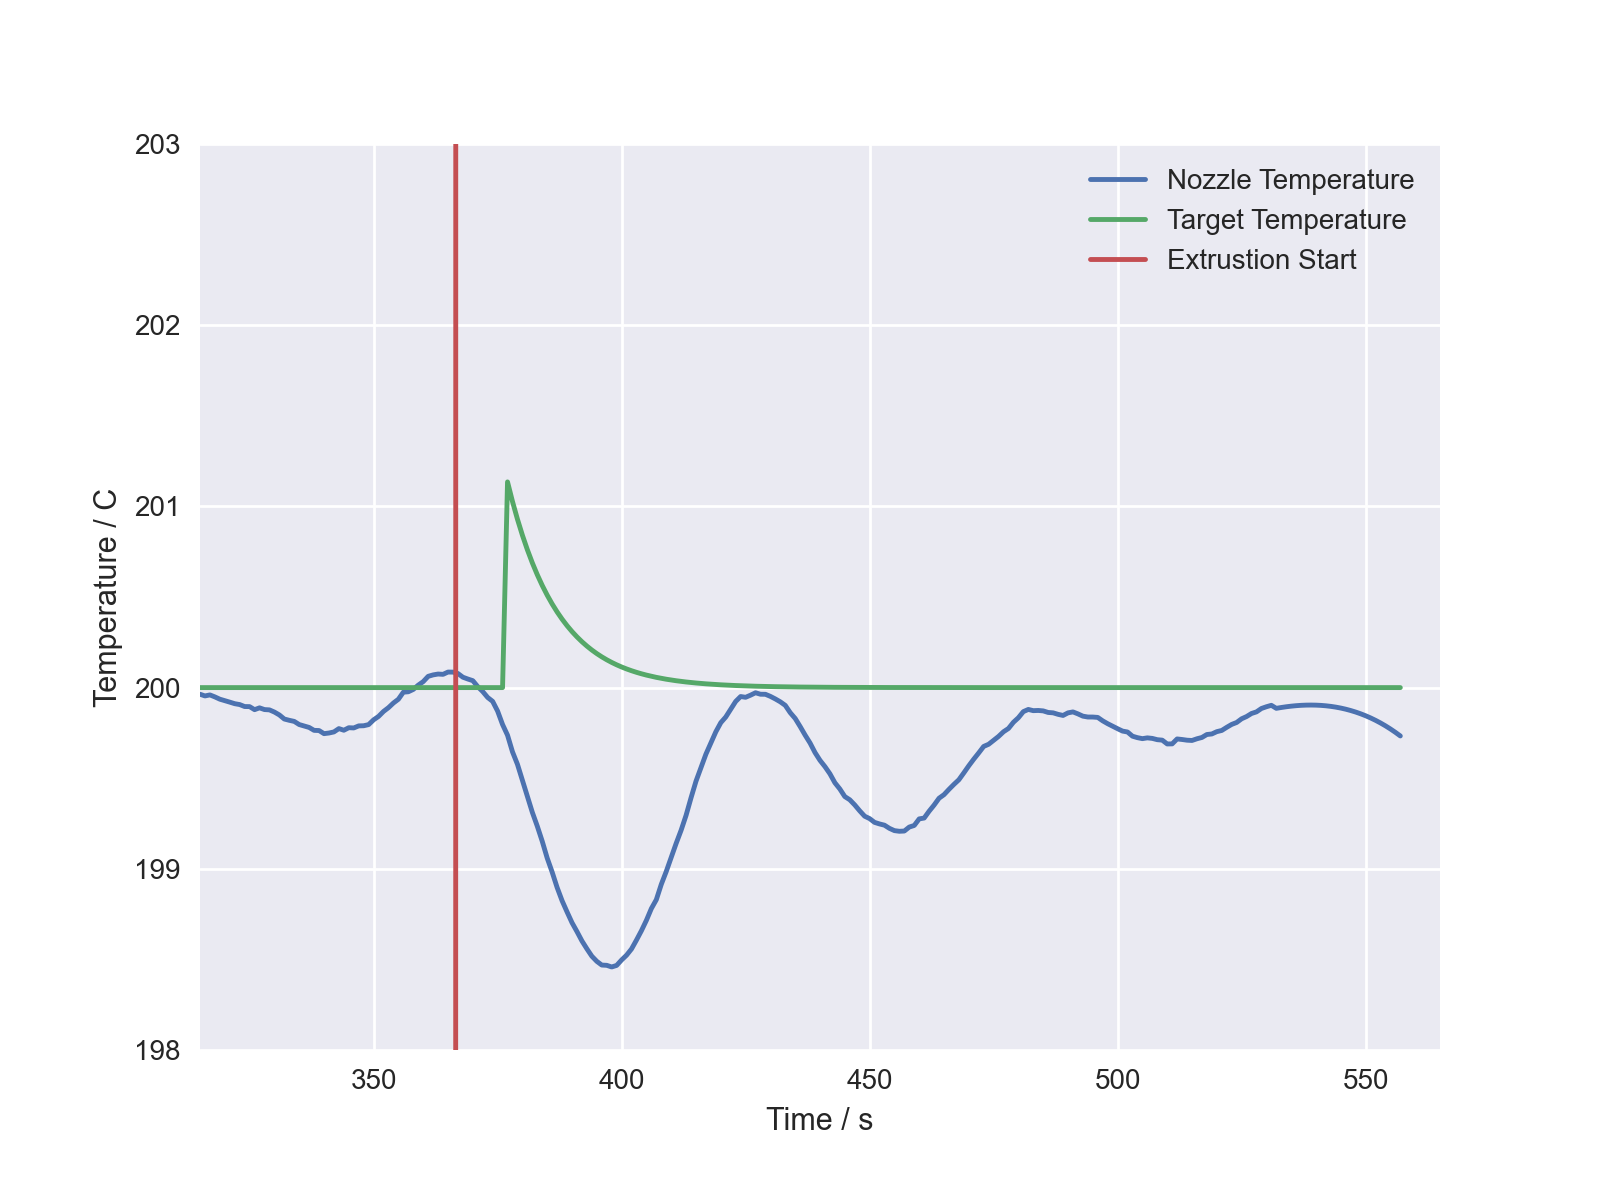 203
202
201
200
199
198
Temperature / C
Nozzle Temperature
Target Temperature
Extrustion Start
350
400
450
500
550
Time / s